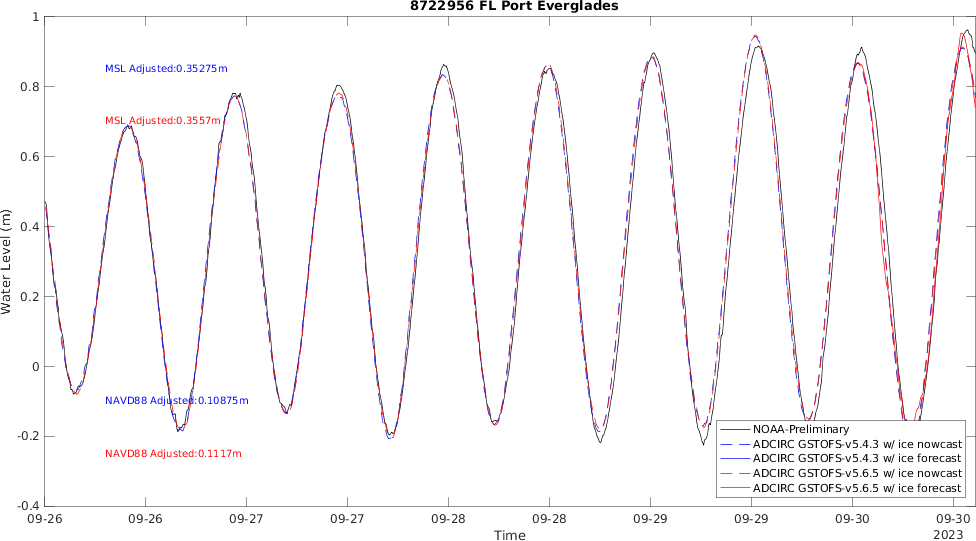 8722956 FL Port Everglades
1
0.8
0.6
0.4
0.2
0
-0.2
-0.4
Water Level (m)
MSL Adjusted:0.35275m
MSL Adjusted:0.3557m
NAVD88 Adjusted:0.10875m
NAVD88 Adjusted:0.1117m
NOAA-Preliminary
ADCIRC GSTOFS-v5.4.3 w/ ice nowcast
ADCIRC GSTOFS-v5.4.3 w/ ice forecast
ADCIRC GSTOFS-v5.6.5 w/ ice nowcast
ADCIRC GSTOFS-v5.6.5 w/ ice forecast
09-26 09-26 09-27 09-27 09-28 09-28 09-29 09-29 09-30 09-30
2023
Time